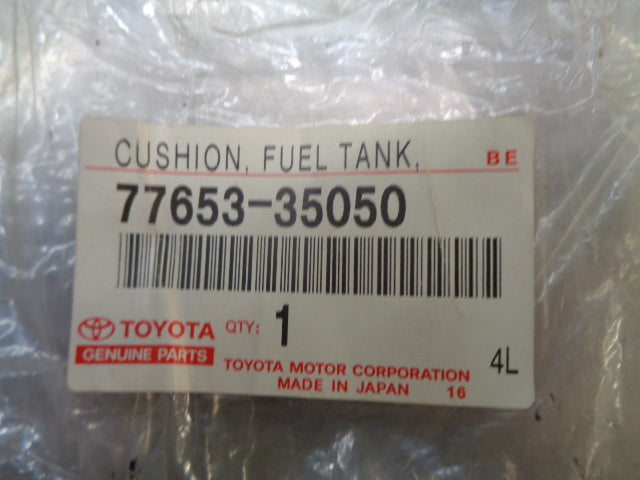 CUSHION, FUEL TANK, BE
77653-35050
TOYOTA QTY: 1
GENUINE PARTS
TOYOTA MOTOR CORPORATION 4L
MADE IN JAPAN 16